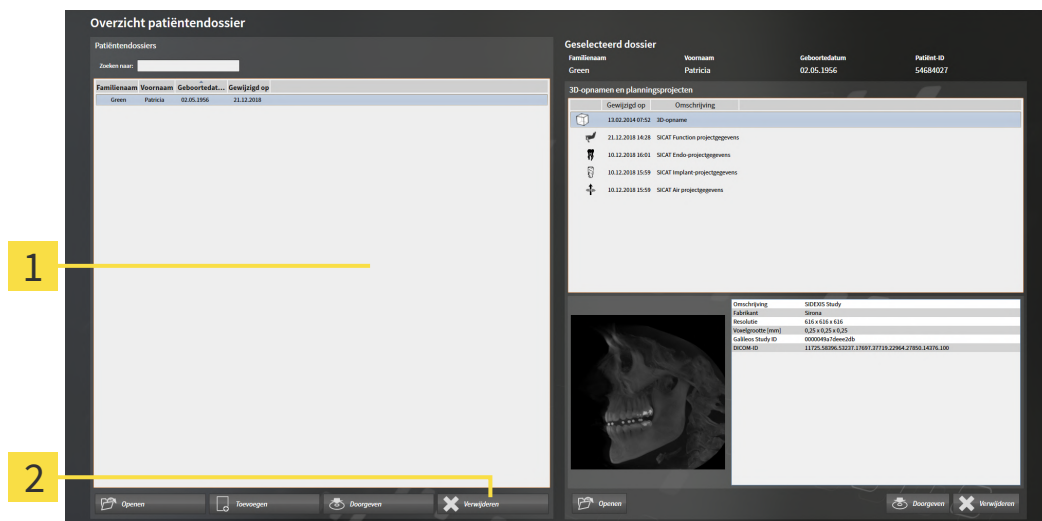 Overzicht patiëntendossier
Patiëntendossiers
Zoeken naar:
Familienaam Voornaam Geboortedat... Gewijzigd op
Green Patricia 02.05.1956 21.12.2018
1
2
Openen Toevoegen Doorgeven Verwijderen
Geselecteerd dossier
Familienaam Voornaam Geboortedatum Patiënt-ID
Green Patricia 02.05.1956 54684027
3D-opnamen en planningsprojecten
Gewijzigd op Omschrijving
13.02.2014 07:52 3D-opname
21.12.2018 14:28 SICAT Function projectgegevens
10.12.2018 16:01 SICAT Endo-projectgegevens
10.12.2018 15:59 SICAT Implant-projectgegevens
10.12.2018 15:59 SICAT Air projectgegevens
Omschrijving SIDEXIS Study
Fabrikant Sirona
Resolutie 616 x 616 x 616
Voxelgrootte [mm] 0,25 x 0,25 x 0,25
Galileos Study ID 0000049a7deee2db
DICOM-ID 11725.58396.53237.17697.37719.22964.27850.14376.100
Openen Doorgeven Verwijderen